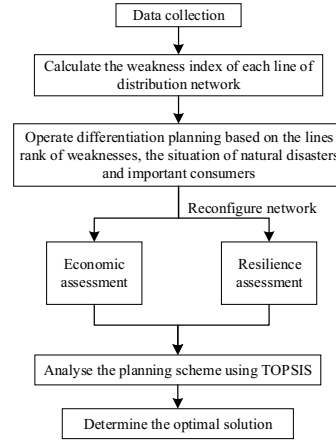 Data collection
Calculate the weakness index of each line of
distribution network
Operate differentiation planning based on the lines
rank of weaknesses, the situation of natural disasters
and important consumers
Reconfigure network
Economic
assessment
Resilience
assessment
Analyse the planning scheme using TOPSIS
Determine the optimal solution